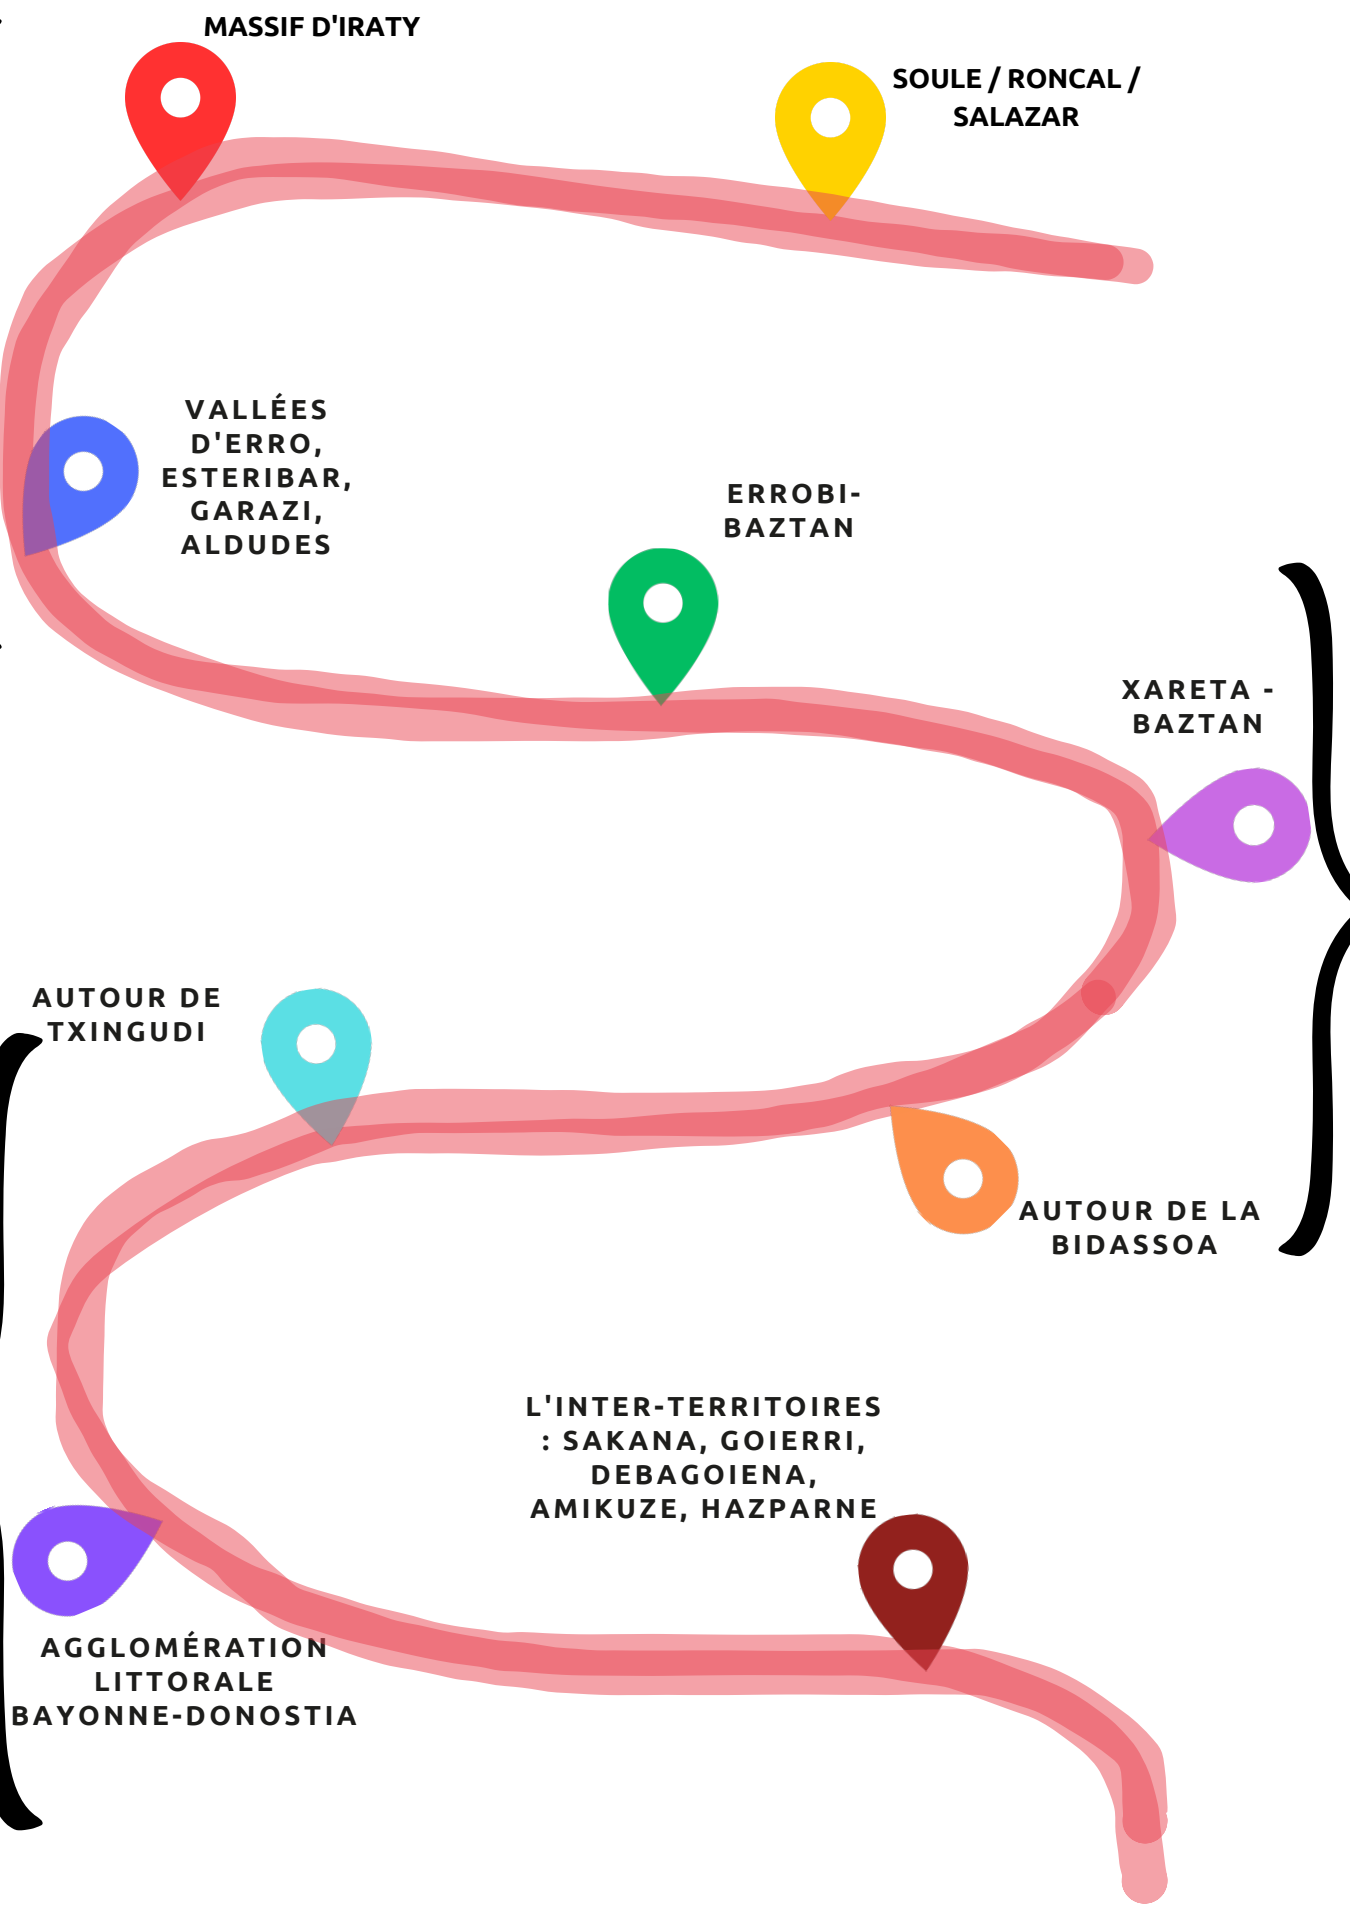 MASSIF D'IRATY
SOULE / RONCAL /
SALAZAR
VALLÉES
D'ERRO,
ESTERIBAR,
GARAZI,
ALDUDES
ERROBI-
BAZTAN
XARETA -
BAZTAN
AUTOUR DE
TXINGUDI
AUTOUR DE LA
BIDASSOA
L'INTER-TERRITOIRES
: SAKANA, GOIERRI,
DEBAGOIENA,
AMIKUZE, HAZPARNE
AGGLOMÉRATION
LITTORALE
BAYONNE-DONOSTIA